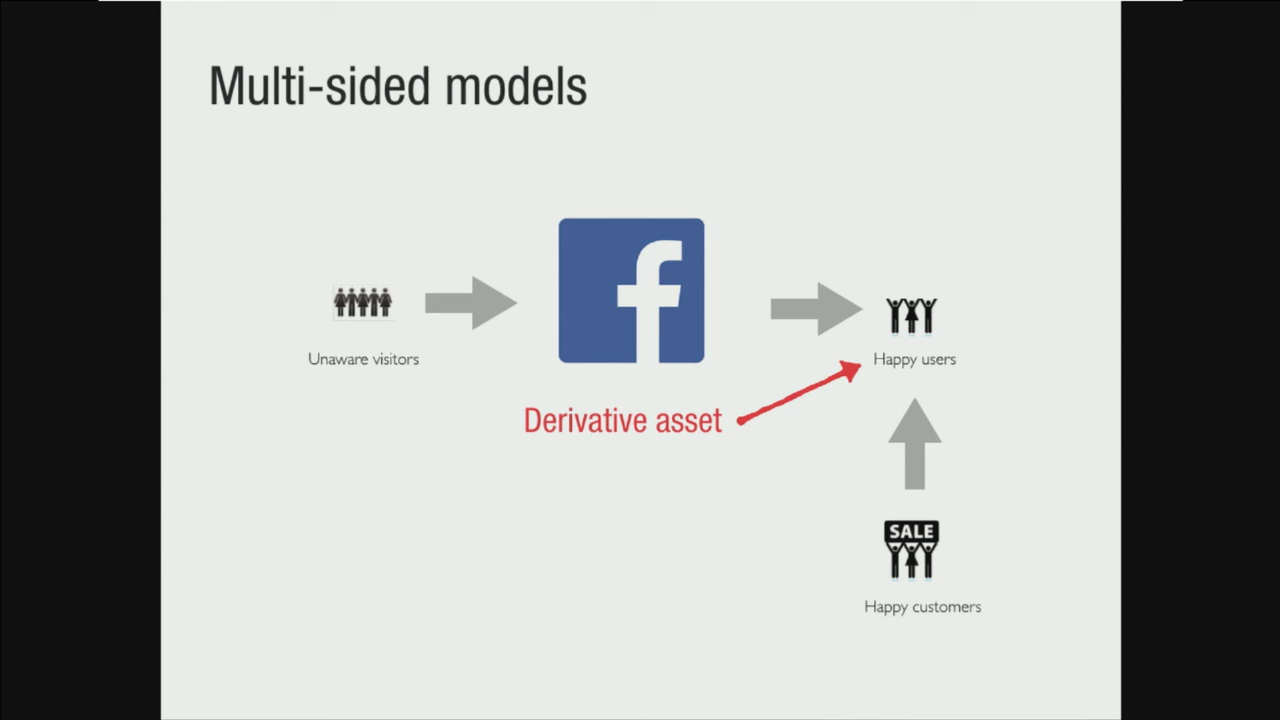 Multi-sided models
f
Unaware visitors
Happy users
Derivative asset
SALE
Happy customers